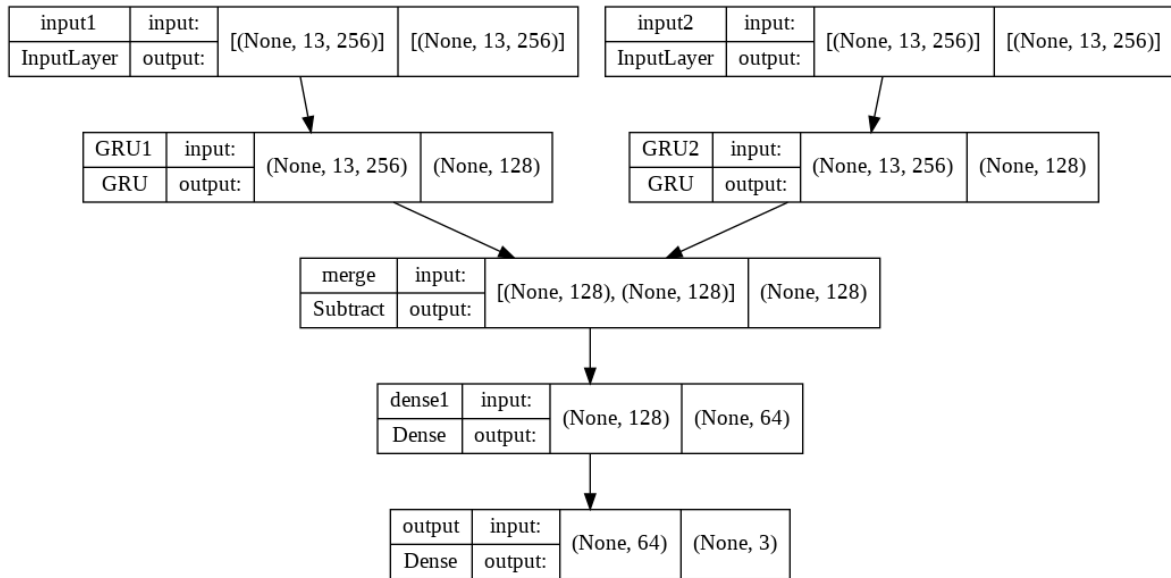 input1 input: [(None, 13, 256)] [(None, 13, 256)]
InputLayer output:
input2 input: [(None, 13, 256)] [(None, 13, 256)]
InputLayer output:
GRU1 input: (None, 13, 256) (None, 128)
GRU output:
GRU2 input: (None, 13, 256) (None, 128)
GRU output:
merge input: [(None, 128), (None, 128)] (None, 128)
Subtract output:
dense1 input: (None, 128) (None, 64)
Dense output:
output input: (None, 64) (None, 3)
Dense output: